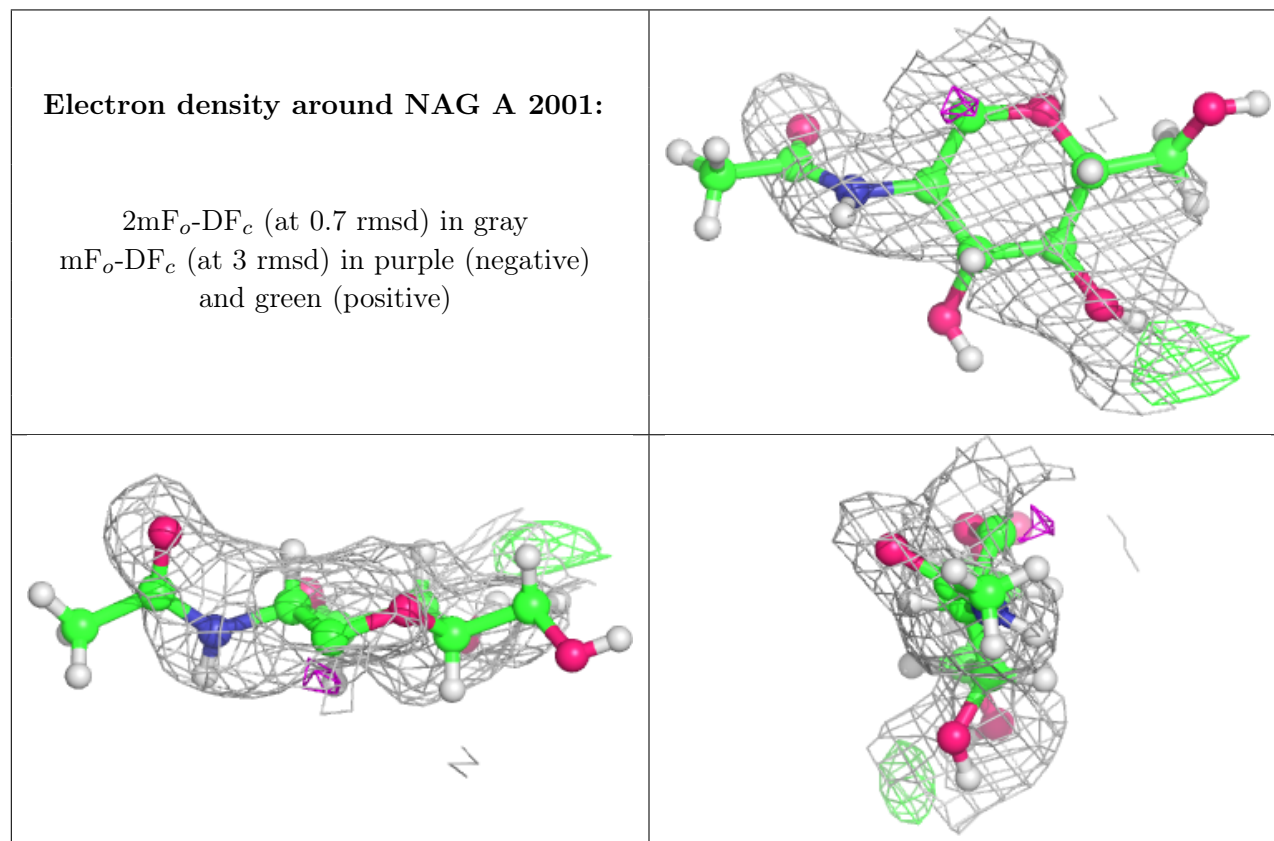 Electron density around NAG A 2001:
2mFo-DFc (at 0.7 rmsd) in gray
mFo-DFc (at 3 rmsd) in purple (negative)
and green (positive)